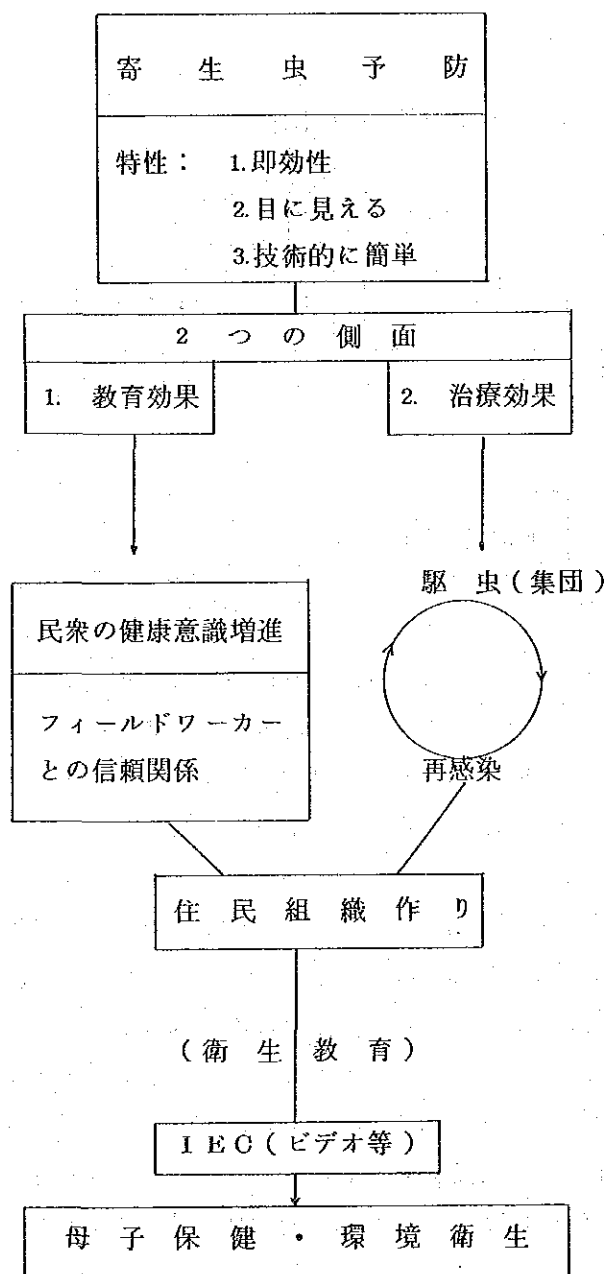 寄生虫予防
特性： 1.即効性
2.目に見える
3.技術的に簡単
2つの側面
1. 教育効果
2. 治療効果
駆虫(集団)
民衆の健康意識増進
フィールドワーカー
との信頼関係
再感染
住民組織作り
(衛生教育)
IEC(ビデオ等)
母子保健・環境衛生